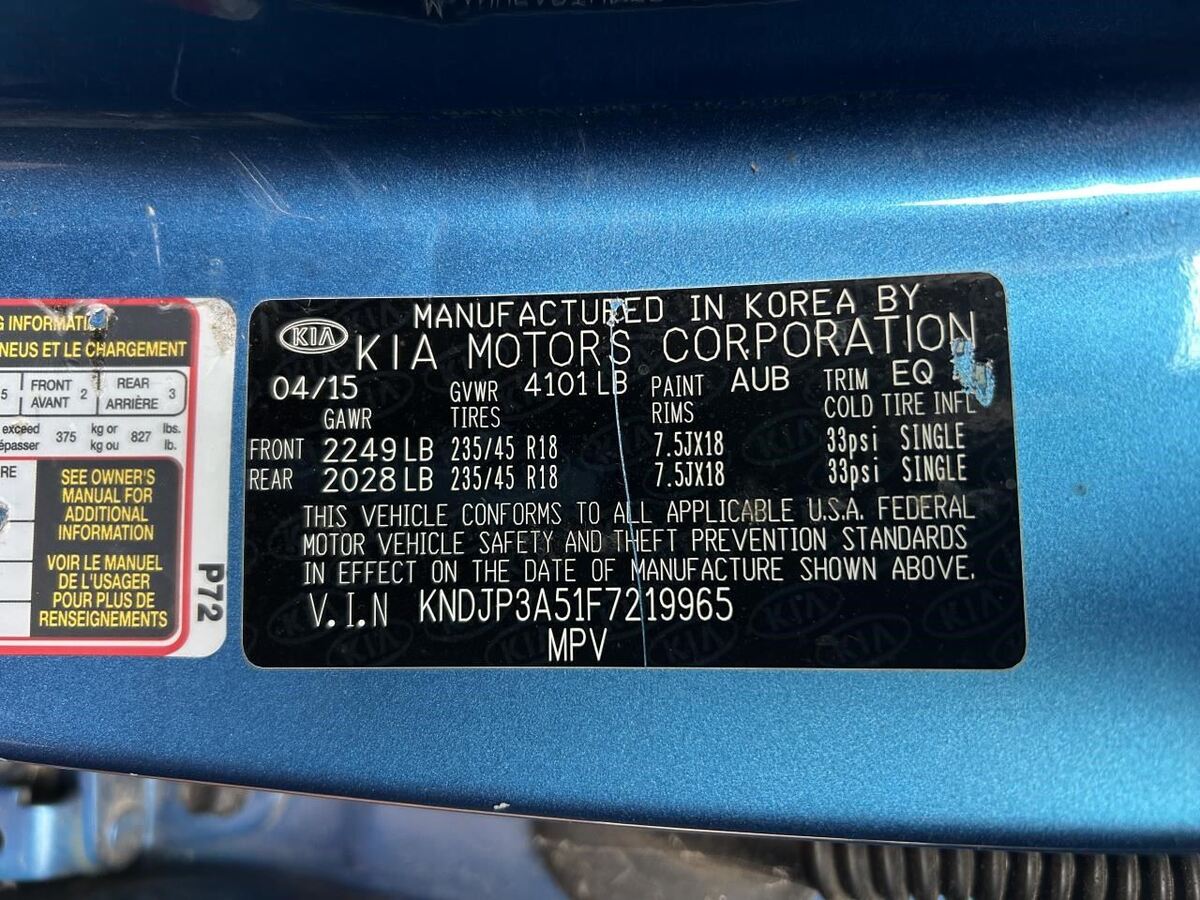 G INFORMATI
NEUS ET LE CHARGEMENT
5 FRONT AVANT 2 REAR ARRIÈRE 3
exceed 375 kg or 827 lbs.
épasser kg ou lb.
RE
SEE OWNER'S
MANUAL FOR
ADDITIONAL
INFORMATION
VOIR LE MANUEL
DE L'USAGER
POUR PLUS DE
RENSEIGNEMENTS
P72
KIA
MANUFACTURED IN KOREA BY
KIA MOTORS CORPORATION
04/15 GVWR 4101 LB PAINT AUB TRIM EQ
GAWR TIRES RIMS COLD TIRE INFL
FRONT 2249 LB 235/45 R18 7.5JX18 33psi SINGLE
REAR 2028 LB 235/45 R18 7.5JX18 33psi SINGLE
THIS VEHICLE CONFORMS TO ALL APPLICABLE U.S.A. FEDERAL
MOTOR VEHICLE SAFETY AND THEFT PREVENTION STANDARDS
IN EFFECT ON THE DATE OF MANUFACTURE SHOWN ABOVE.
V.I.N KNDJP3A51F7219965
MPV